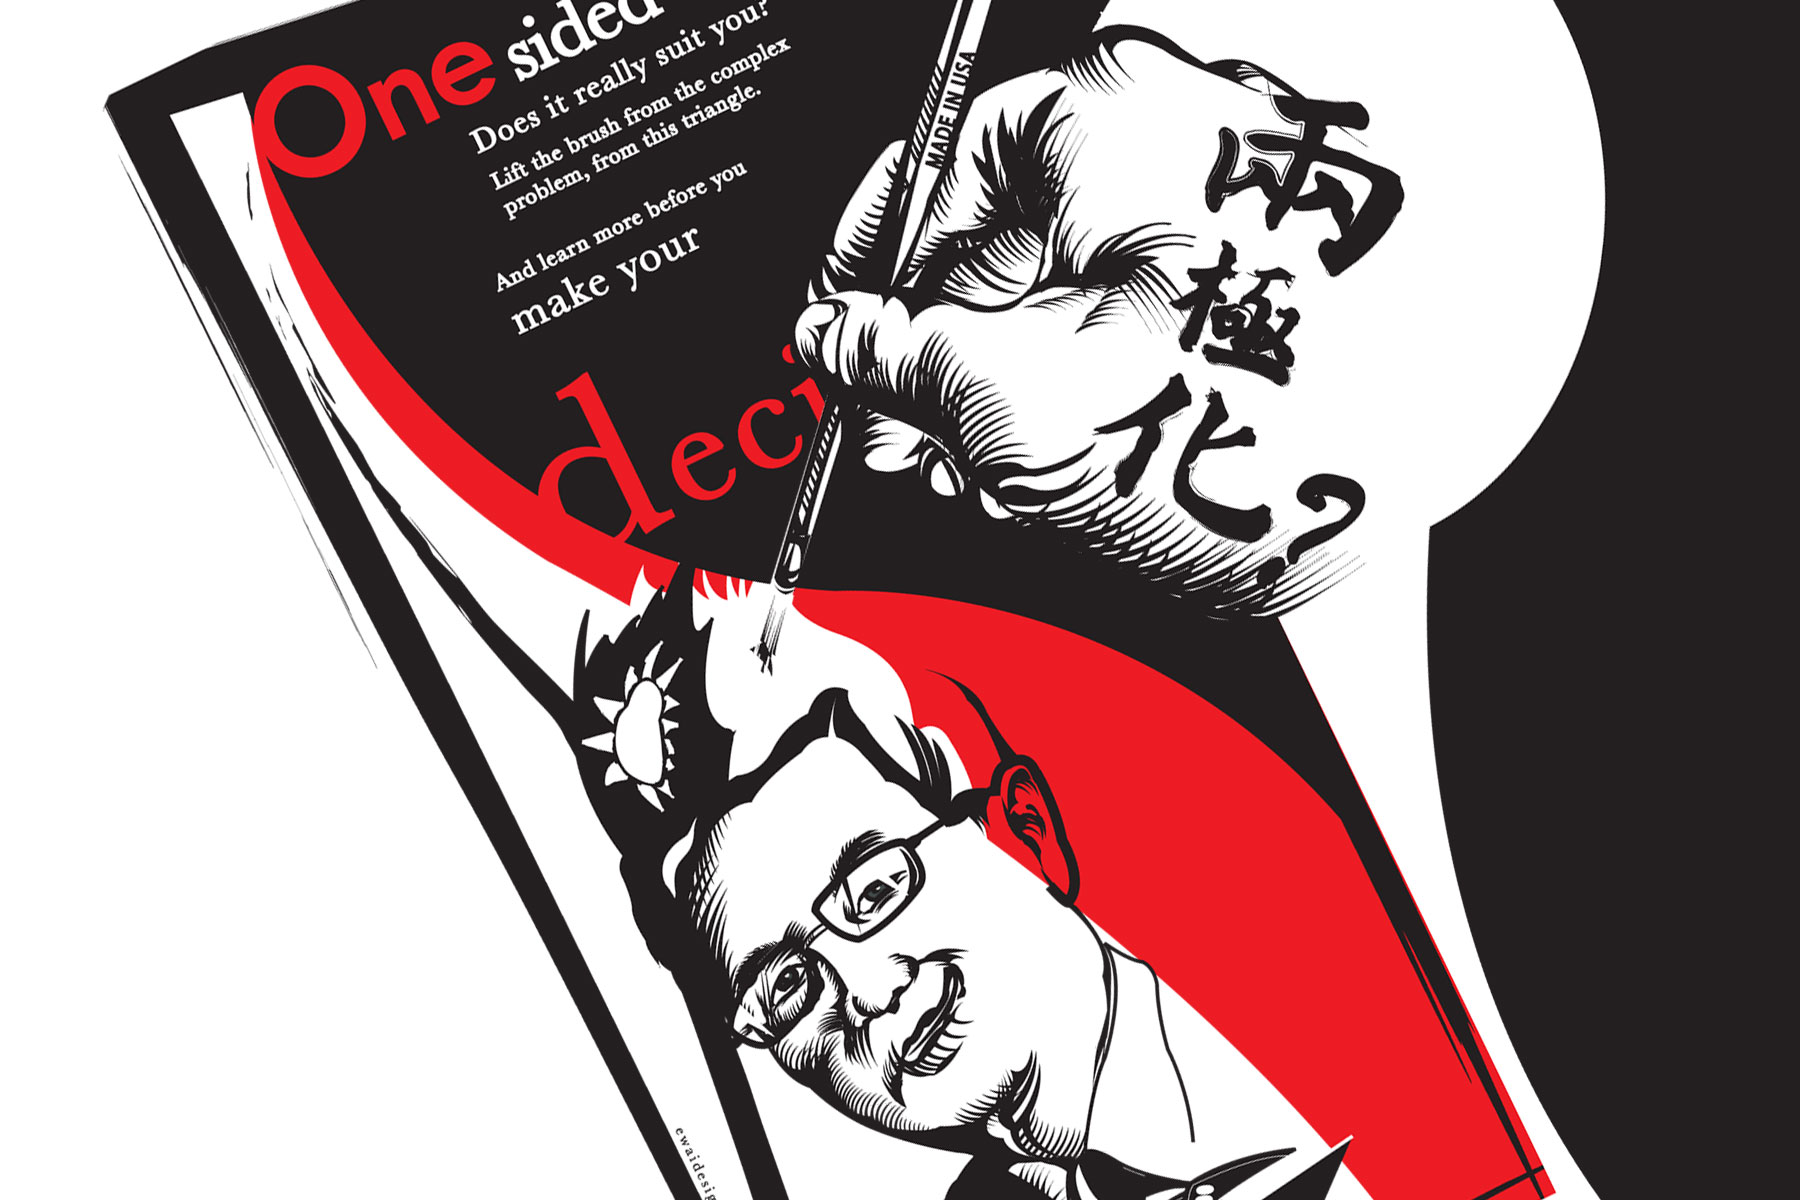 One sided
Does it really suit you?
Lift the brush from the complex
problem, from this triangle.
And learn more before you
make your
deci
MADE IN USA
兩
極
化
?
ewaidesig